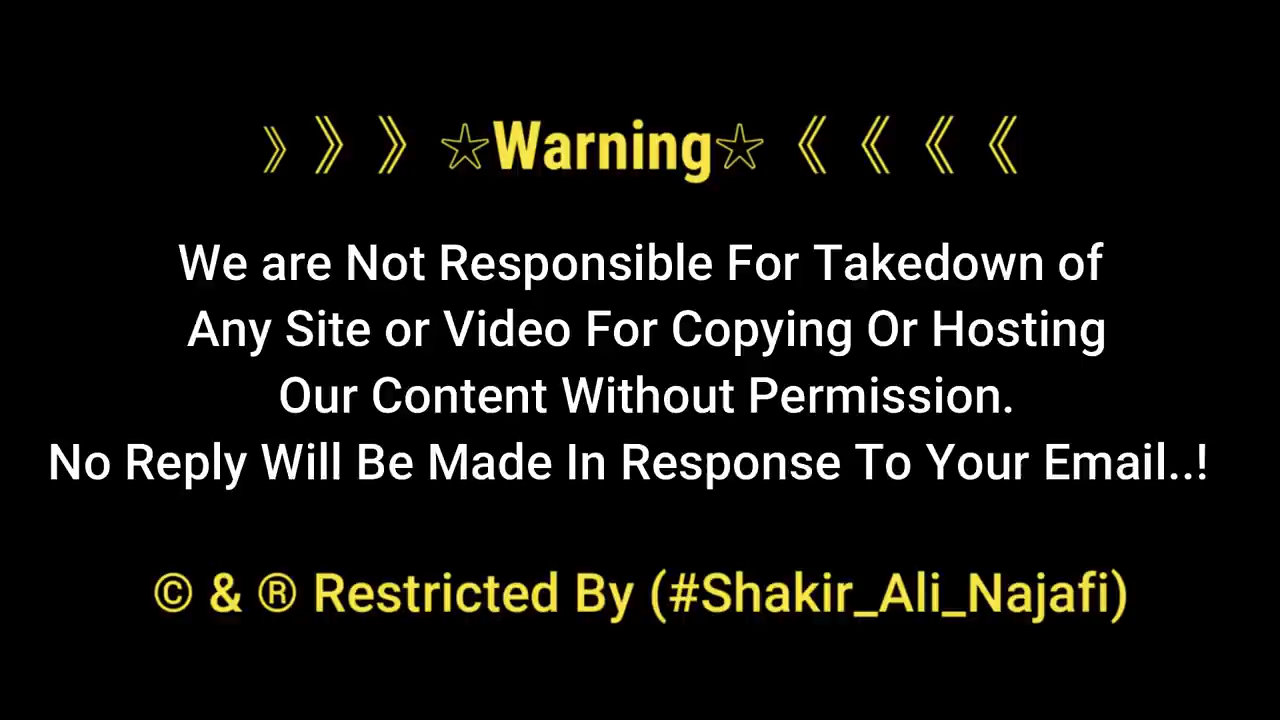 》》》☆Warning☆《《《《
We are Not Responsible For Takedown of
Any Site or Video For Copying Or Hosting
Our Content Without Permission.
No Reply Will Be Made In Response To Your Email..!
© & ® Restricted By (#Shakir_Ali_Najafi)